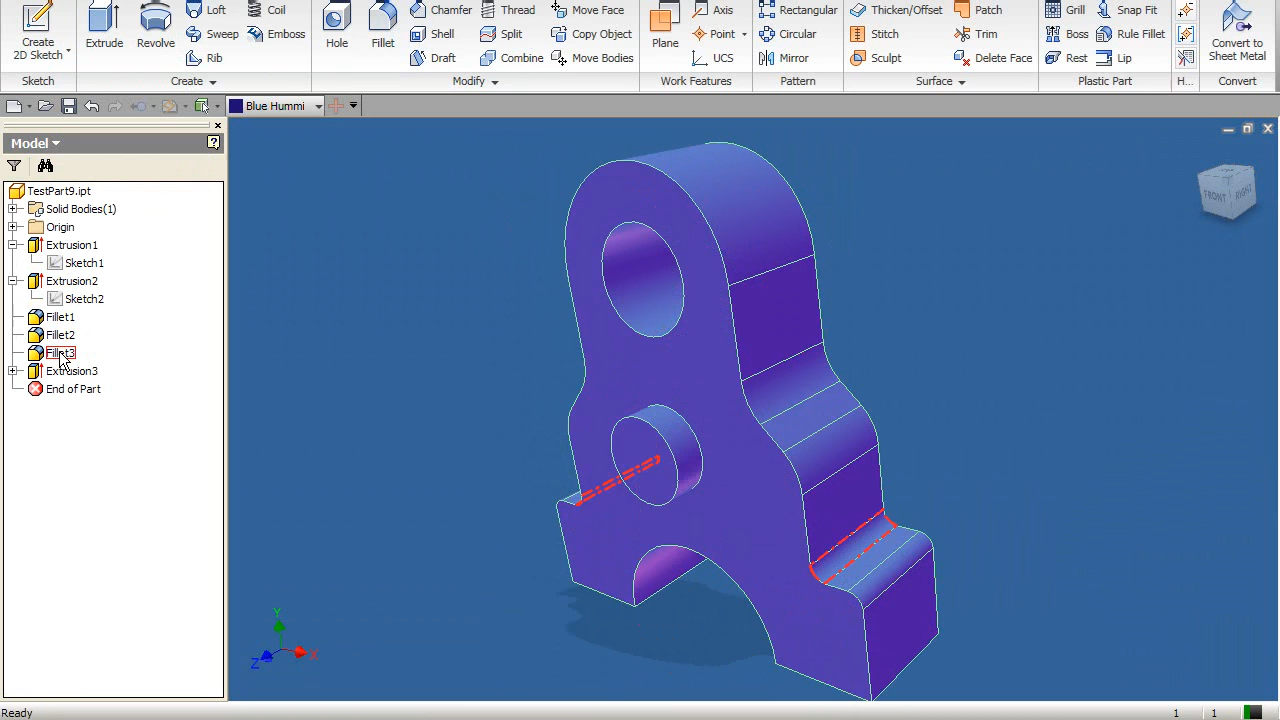 Loft Coil Chamfer Thread Move Face Axis Rectangular Thicken/Offset Patch Grill Snap Fit
Create 2D Sketch Extrude Revolve Sweep Emboss Hole Fillet Shell Split Copy Object Plane Point Circular Stitch Trim Boss Rule Fillet Convert to Sheet Metal
Rib Draft Combine Move Bodies UCS Mirror Sculpt Delete Face Rest Lip
Sketch Create Modify Work Features Pattern Surface Plastic Part H... Convert
Blue Hummi
Model
TestPart9.ipt
Solid Bodies(1)
Origin
Extrusion1
Sketch1
Extrusion2
Sketch2
Fillet1
Fillet2
Fillet3
Extrusion3
End of Part
FRONT RIGHT
Y
Z X
Ready 1 1